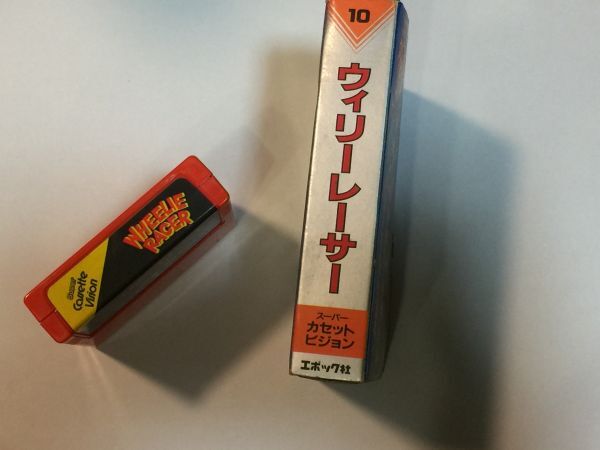 WHEELIE
RACER
SUPER
Cassette
Vision
10
ウィリーレーサー
スーパー
カセット
ビジョン
エポック社